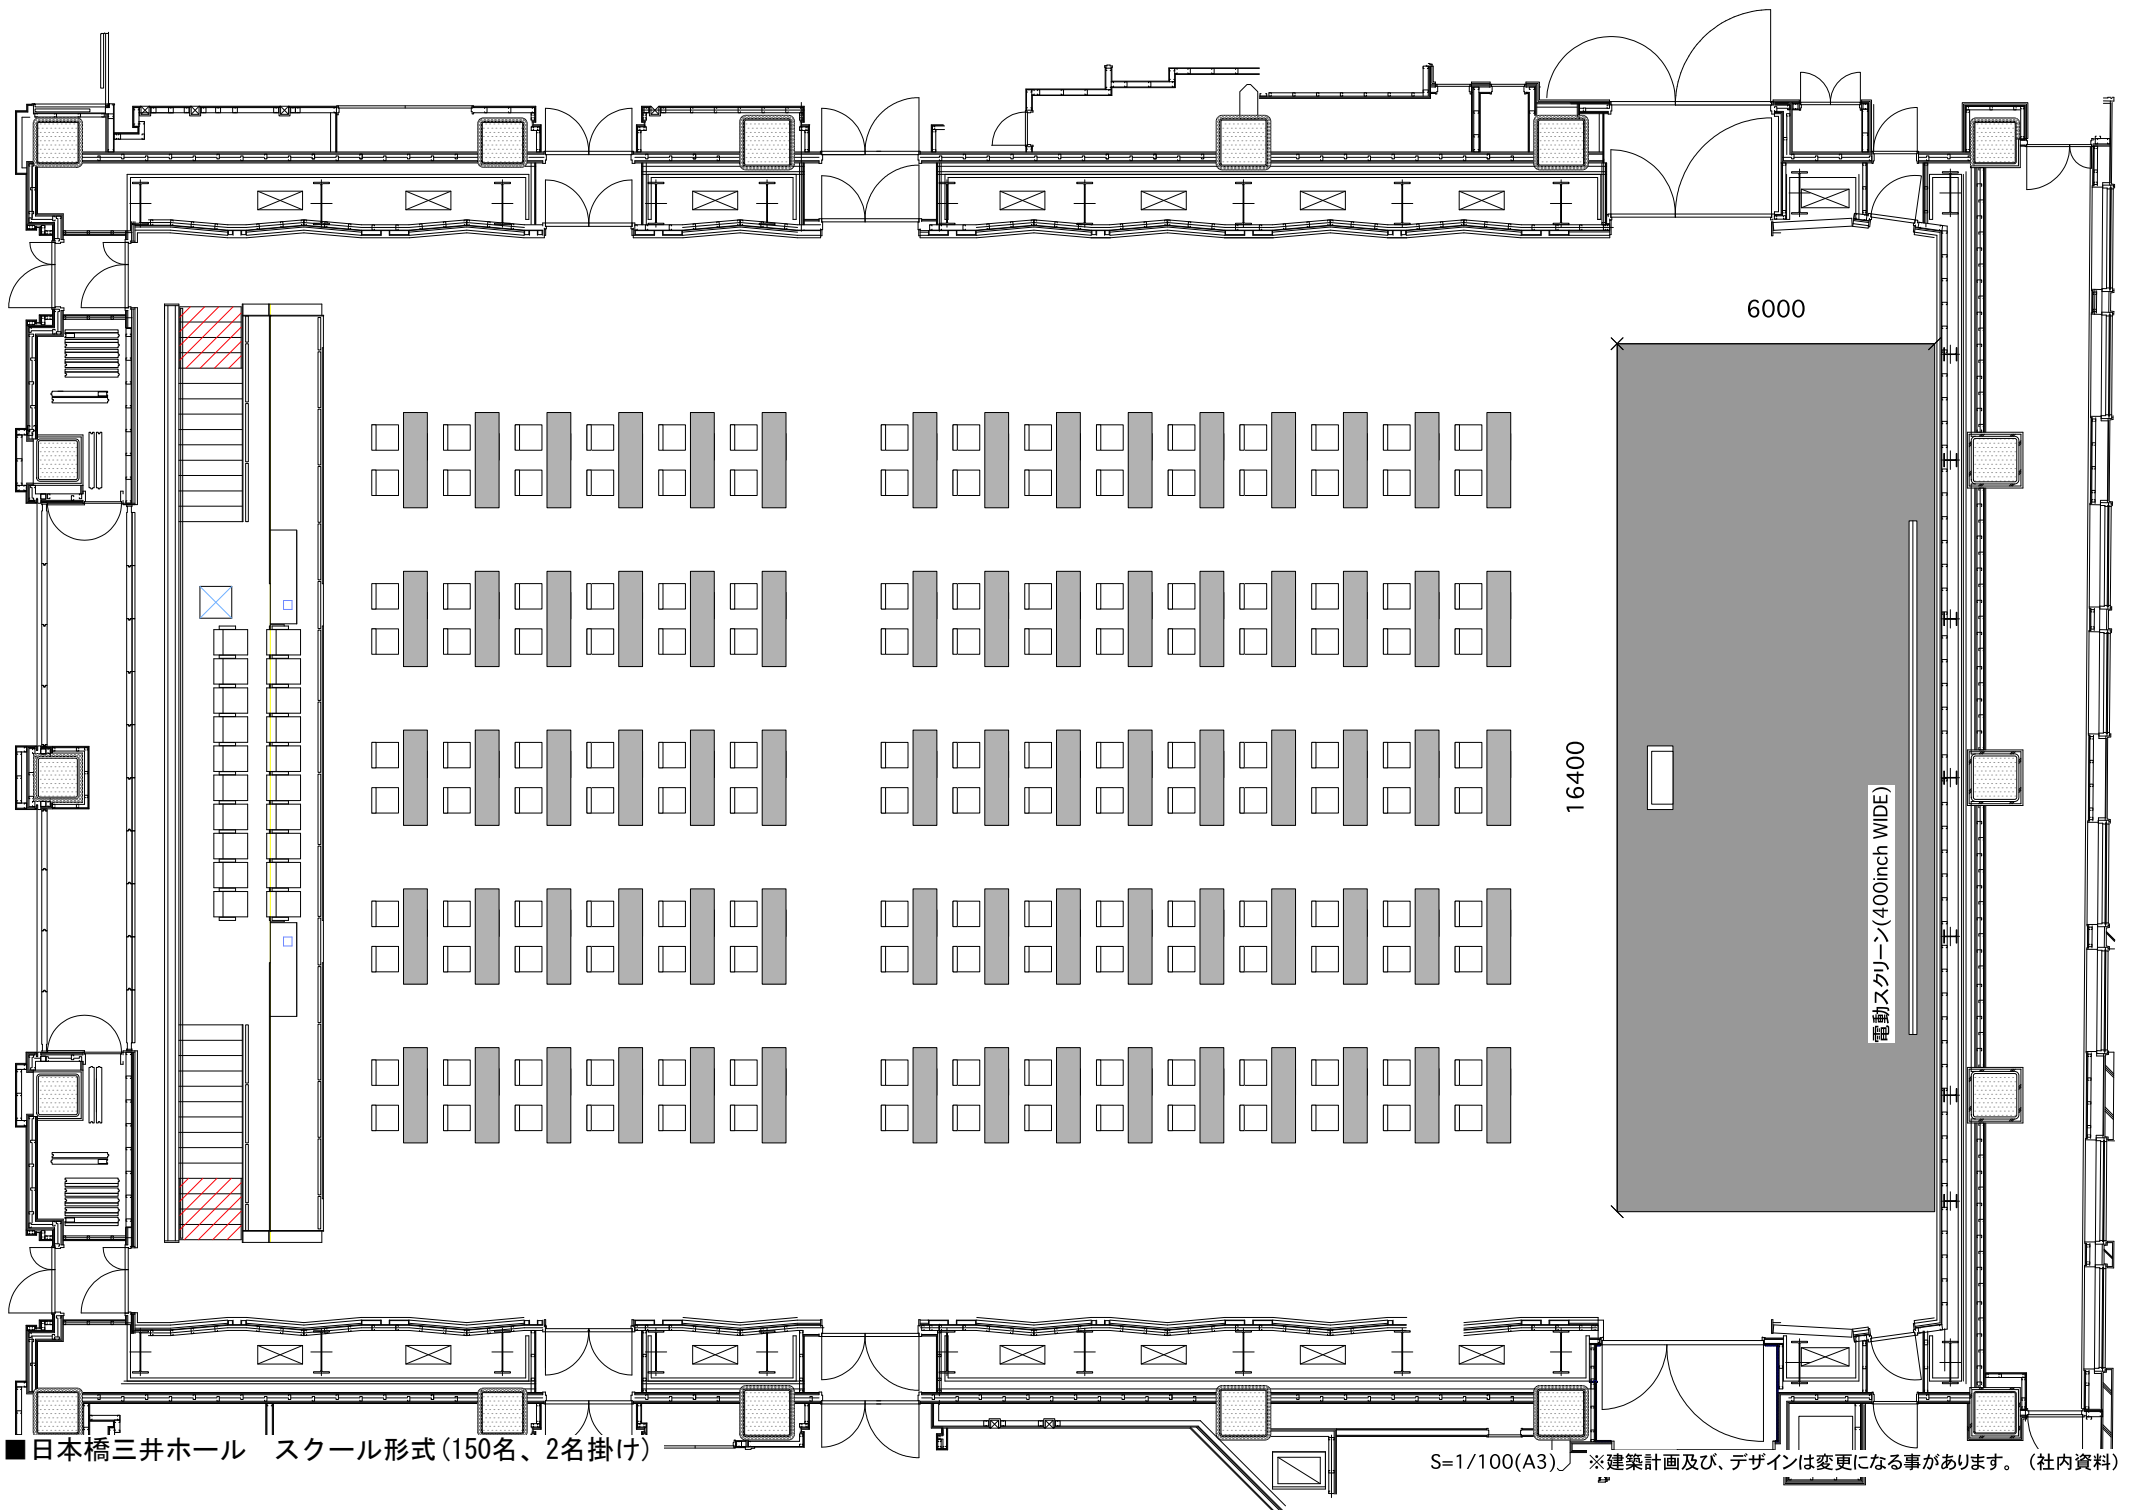 6000
16400
電動スクリーン(400inch WIDE)
■日本橋三井ホール　スクール形式(150名、2名掛け)
S=1/100(A3) ※建築計画及び、デザインは変更になる事があります。（社内資料）